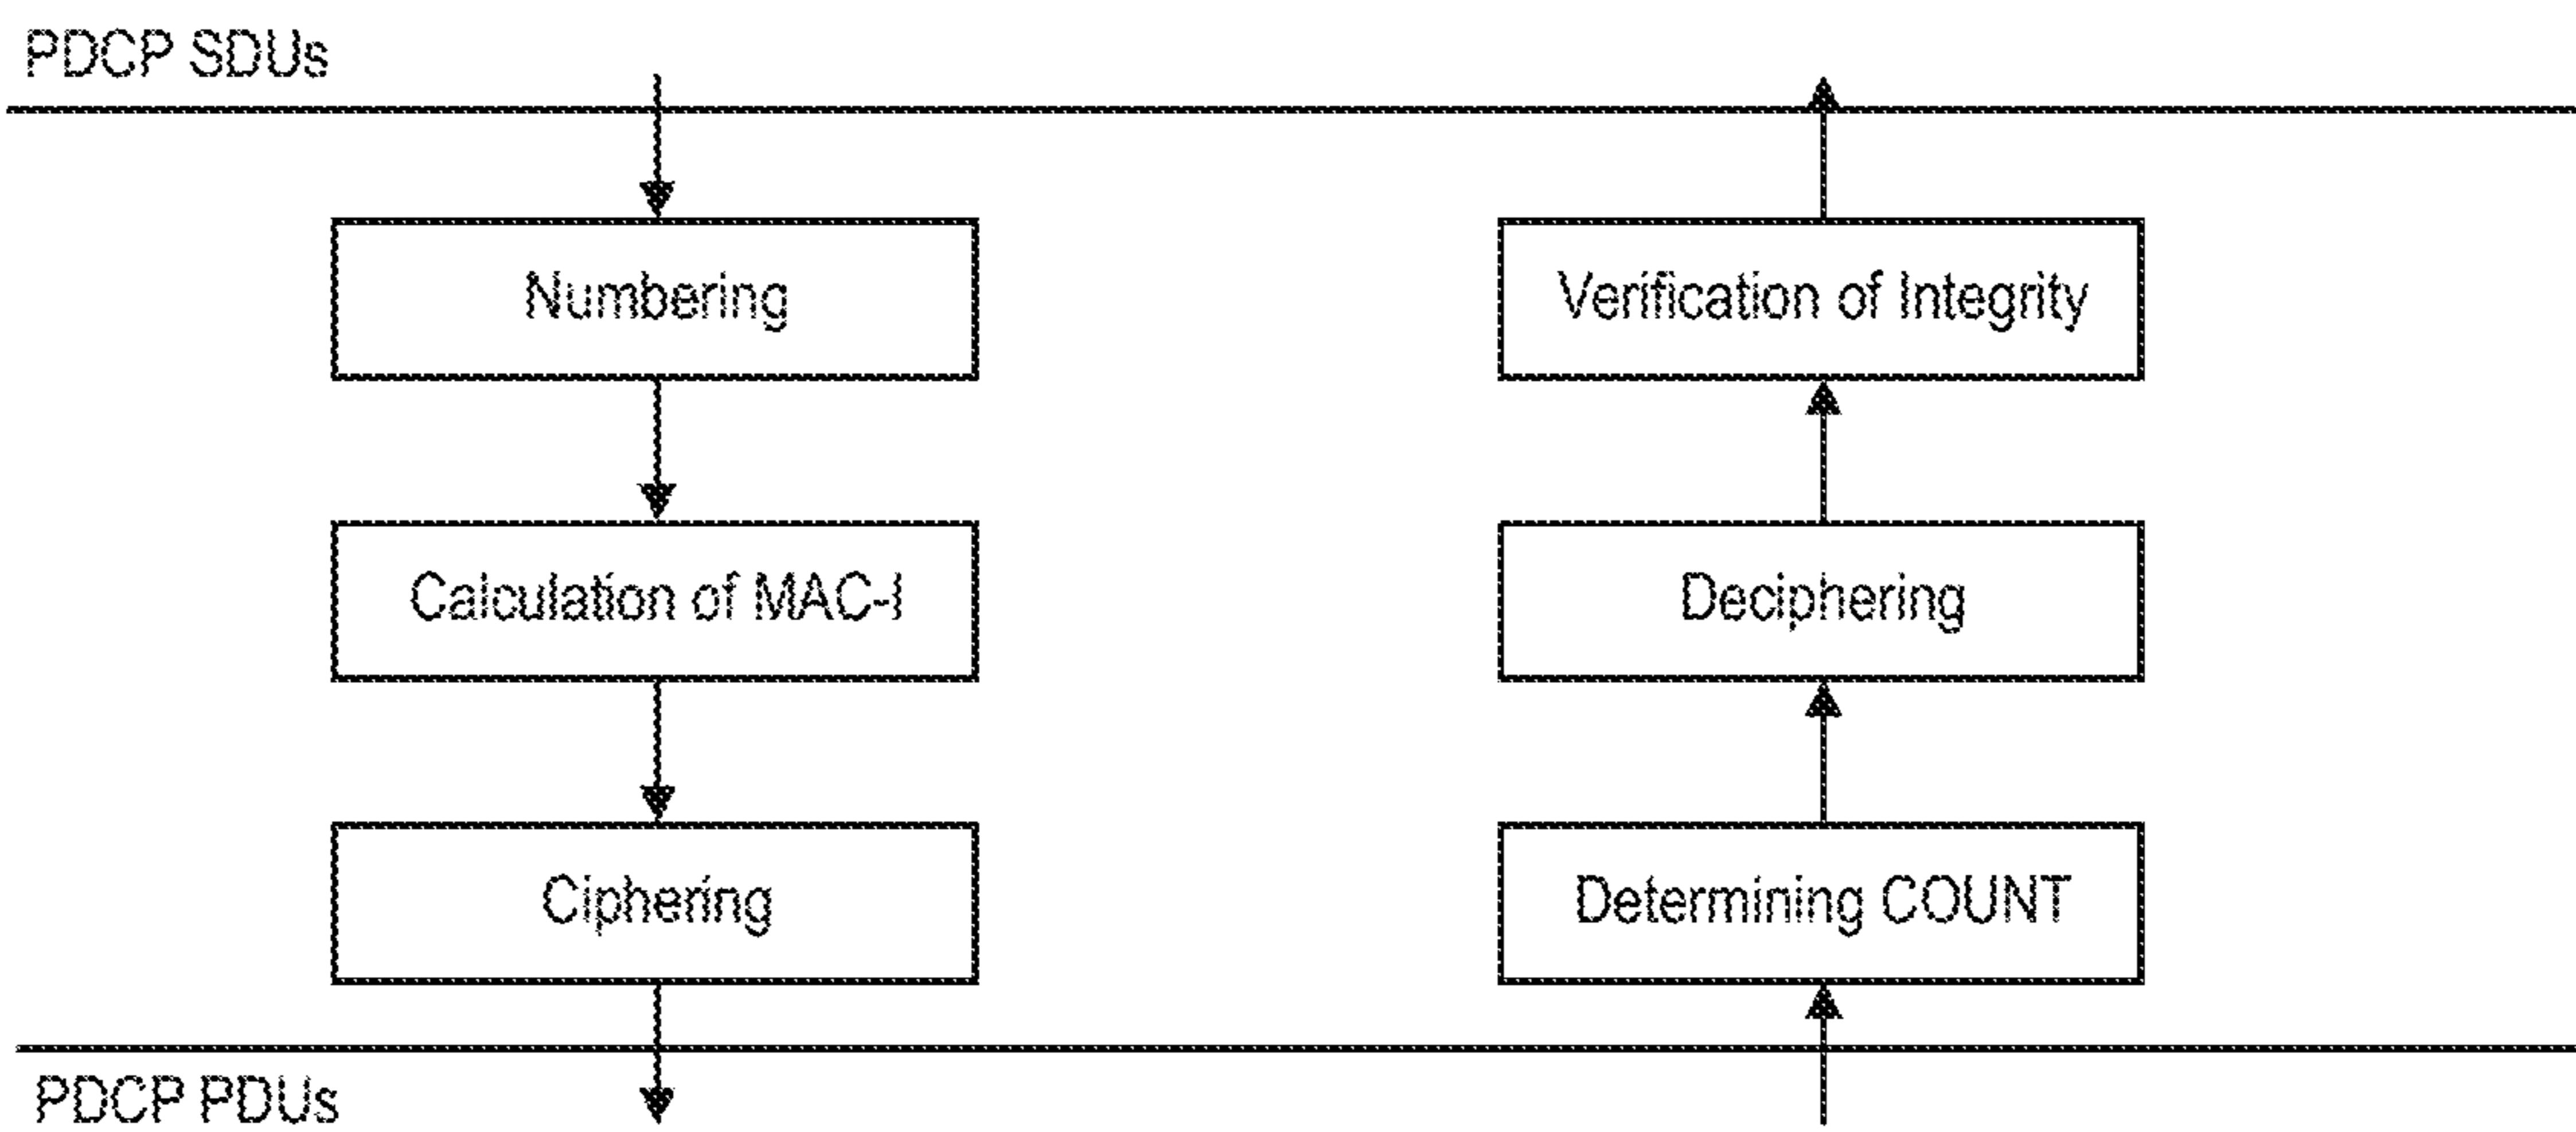 PDCP SDUs
Numbering
Verification of Integrity
Calculation of MAC-I
Deciphering
Ciphering
Determining COUNT
PDCP PDUs